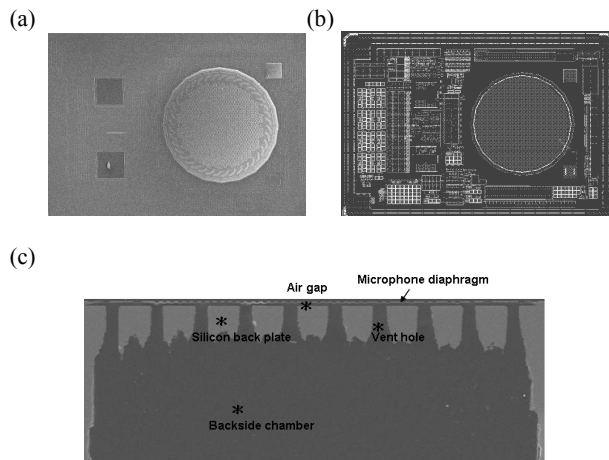 (a)
(b)
(c)
Air gap
Microphone diaphragm
Silicon back plate
Vent hole
Backside chamber